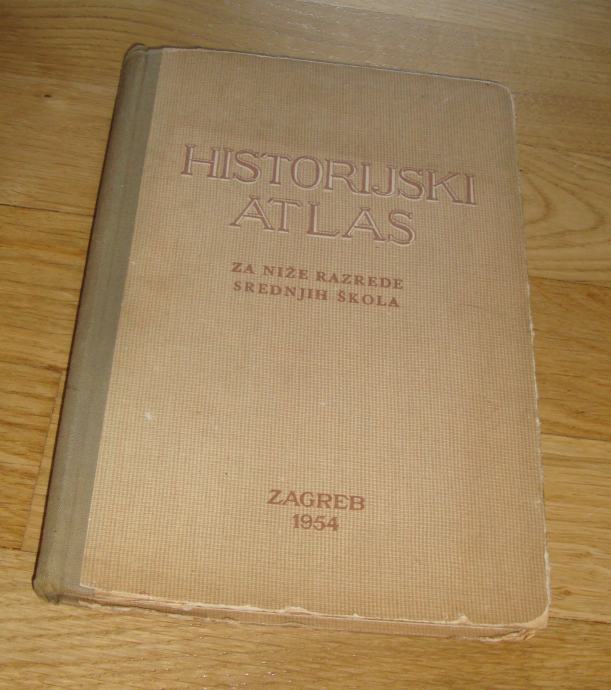 HISTORIJSKI
ATLAS
ZA NIŽE RAZREDE
SREDNJIH ŠKOLA
ZAGREB
1954